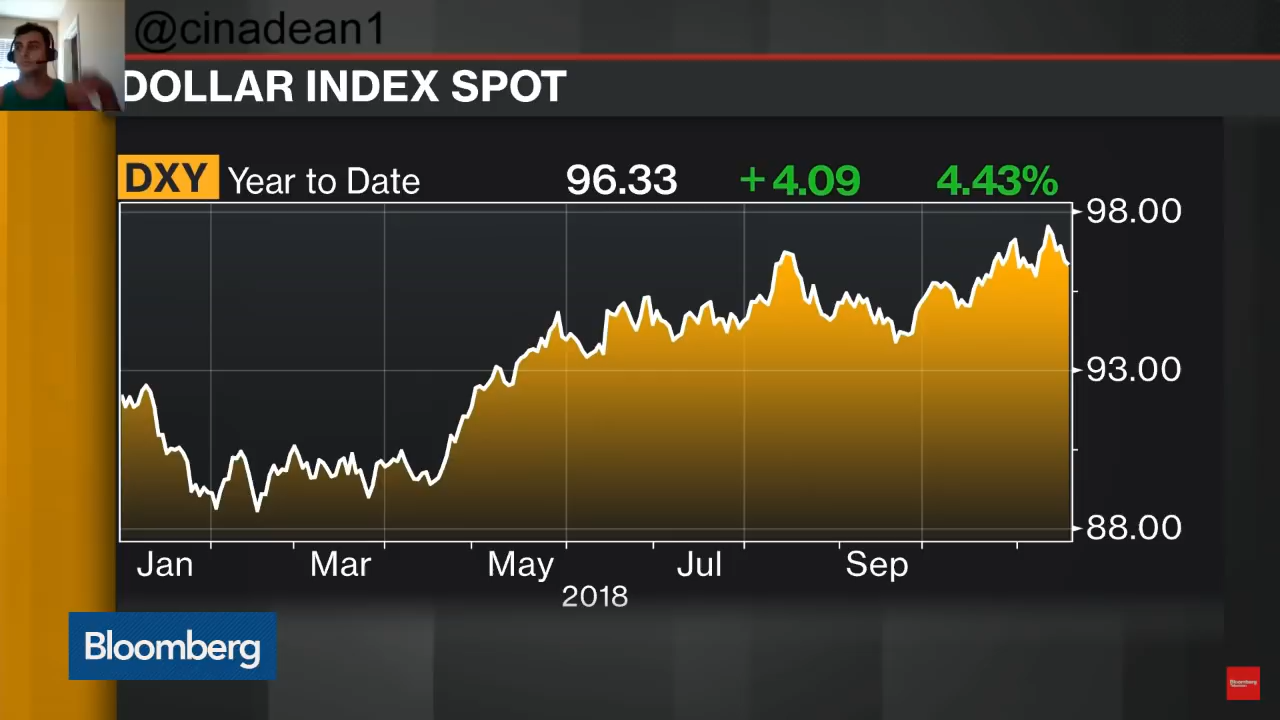 @cinadean1
DOLLAR INDEX SPOT
DXY Year to Date 96.33 +4.09 4.43%
98.00
93.00
88.00
Jan Mar May Jul Sep
2018
Bloomberg
Bloomberg